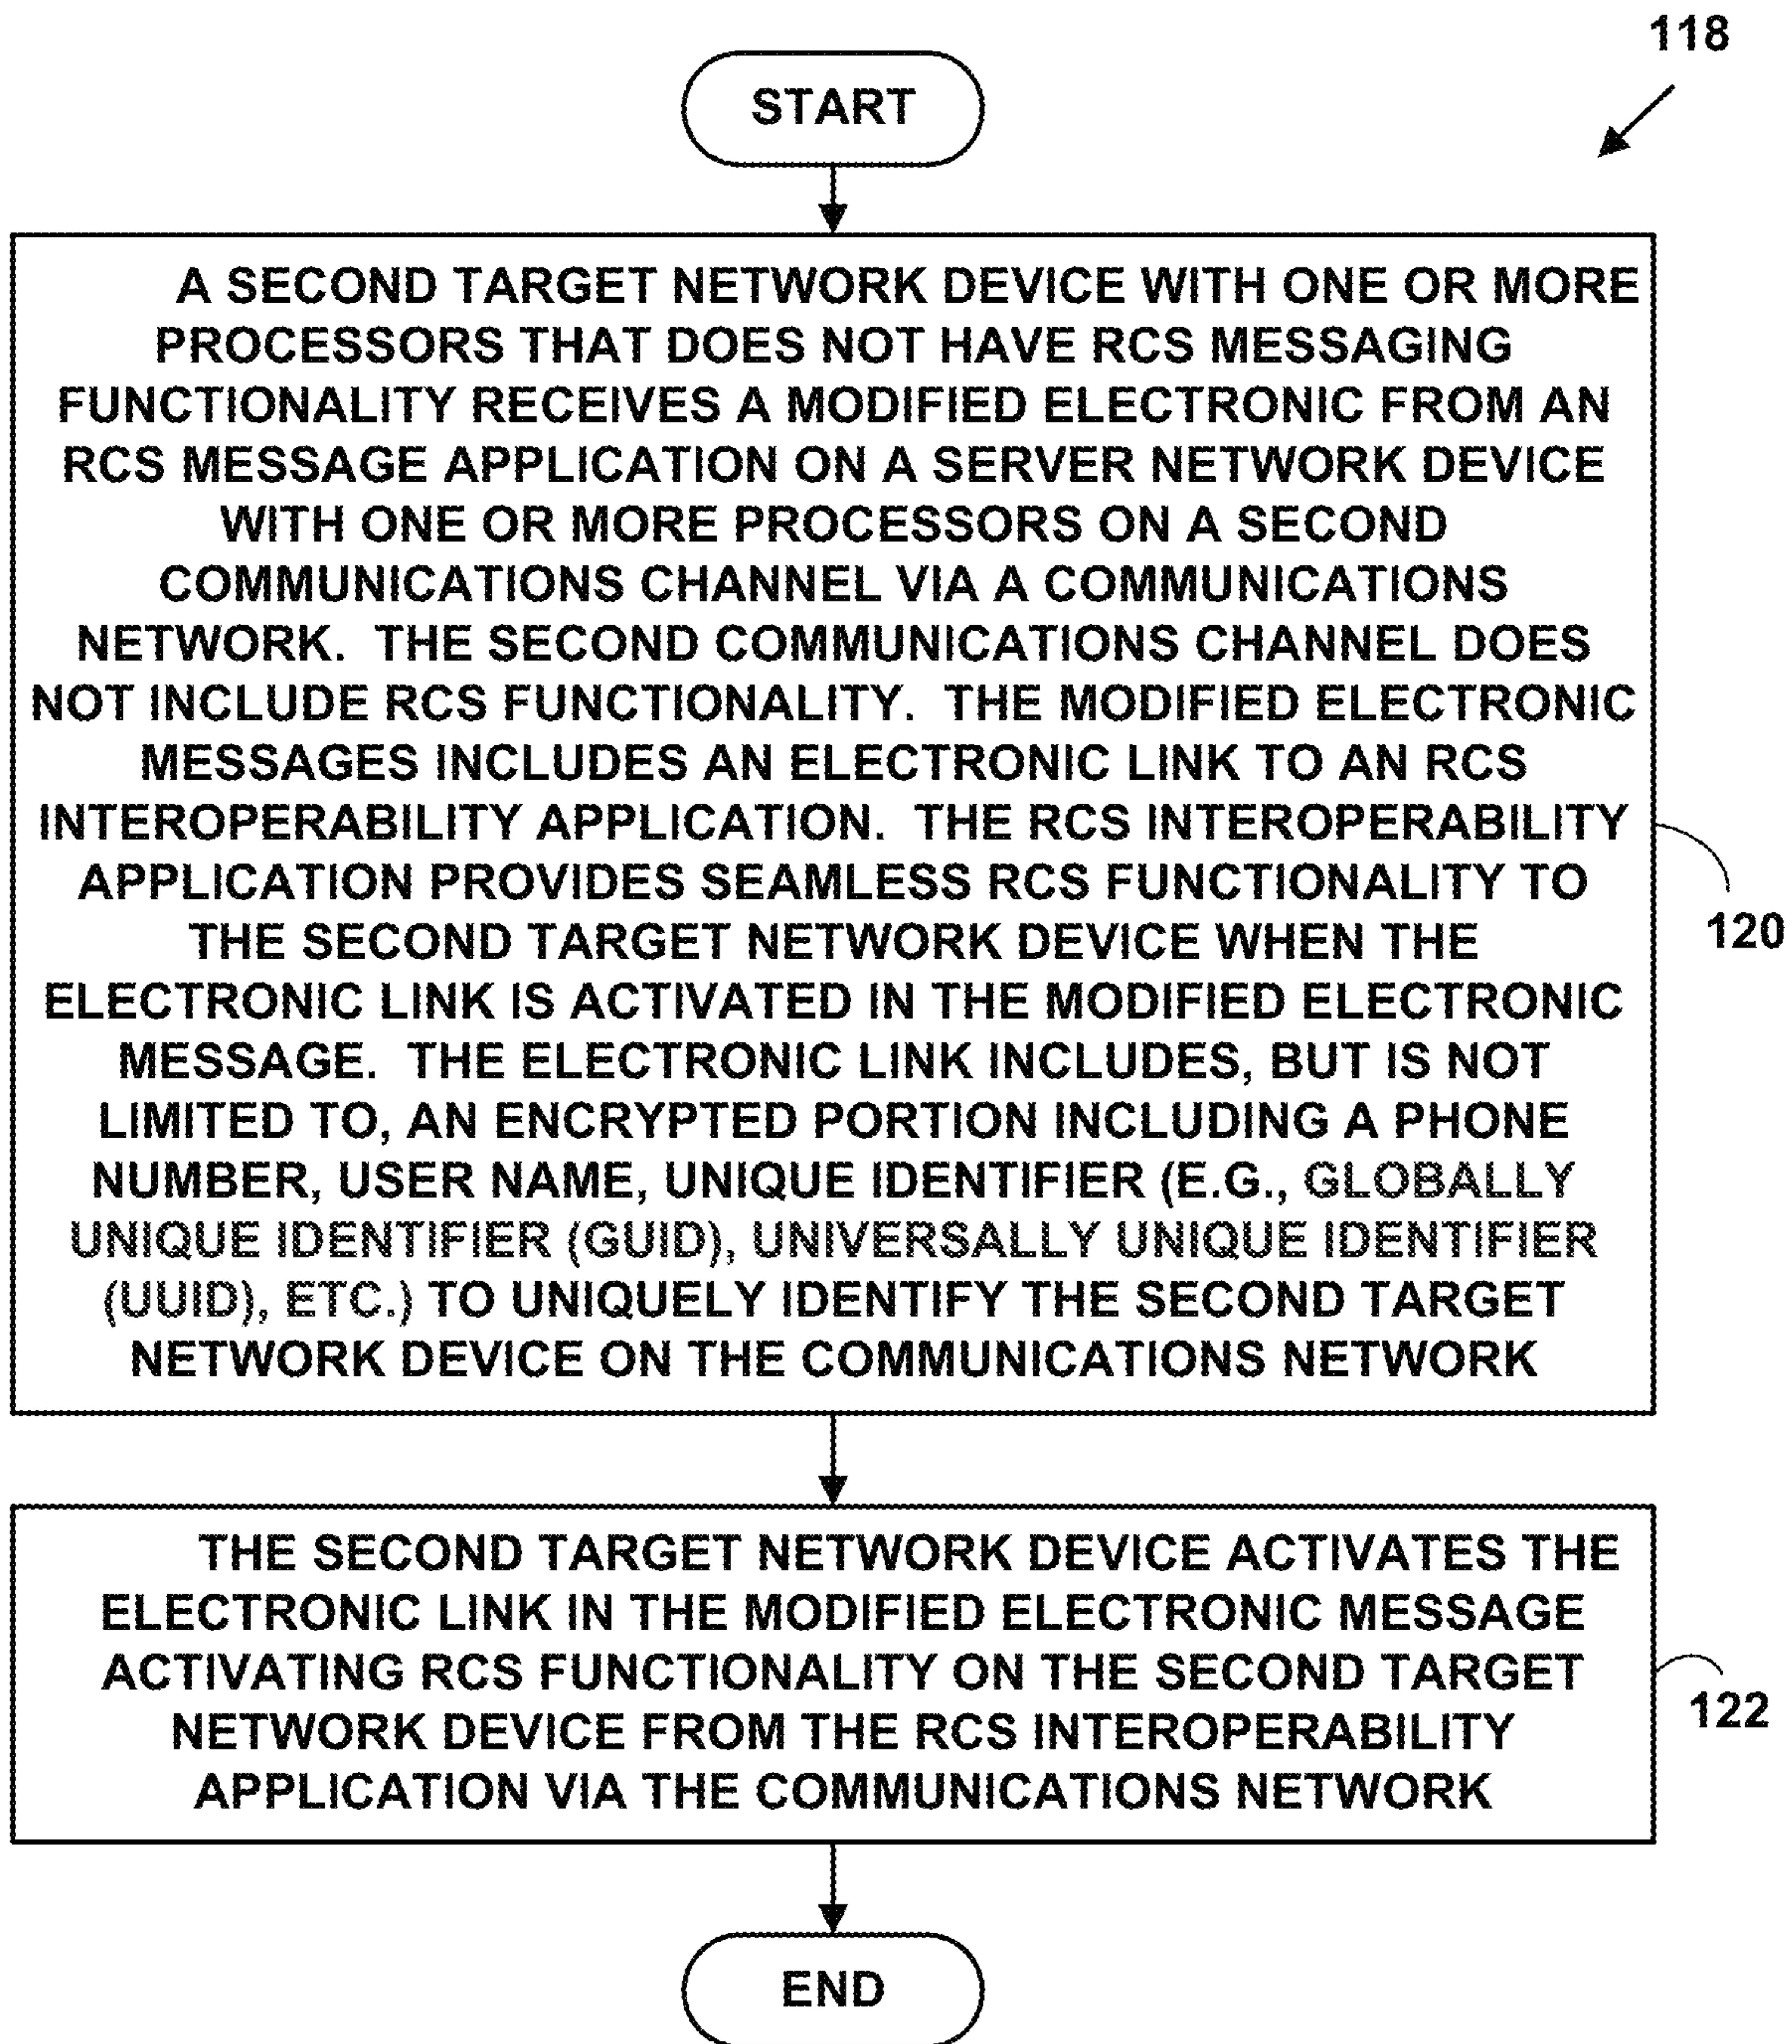 118
START
A SECOND TARGET NETWORK DEVICE WITH ONE OR MORE
PROCESSORS THAT DOES NOT HAVE RCS MESSAGING
FUNCTIONALITY RECEIVES A MODIFIED ELECTRONIC FROM AN
RCS MESSAGE APPLICATION ON A SERVER NETWORK DEVICE
WITH ONE OR MORE PROCESSORS ON A SECOND
COMMUNICATIONS CHANNEL VIA A COMMUNICATIONS
NETWORK. THE SECOND COMMUNICATIONS CHANNEL DOES
NOT INCLUDE RCS FUNCTIONALITY. THE MODIFIED ELECTRONIC
MESSAGES INCLUDES AN ELECTRONIC LINK TO AN RCS
INTEROPERABILITY APPLICATION. THE RCS INTEROPERABILITY
APPLICATION PROVIDES SEAMLESS RCS FUNCTIONALITY TO
THE SECOND TARGET NETWORK DEVICE WHEN THE
ELECTRONIC LINK IS ACTIVATED IN THE MODIFIED ELECTRONIC
MESSAGE. THE ELECTRONIC LINK INCLUDES, BUT IS NOT
LIMITED TO, AN ENCRYPTED PORTION INCLUDING A PHONE
NUMBER, USER NAME, UNIQUE IDENTIFIER (E.G., GLOBALLY
UNIQUE IDENTIFIER (GUID), UNIVERSALLY UNIQUE IDENTIFIER
(UUID), ETC.) TO UNIQUELY IDENTIFY THE SECOND TARGET
NETWORK DEVICE ON THE COMMUNICATIONS NETWORK
120
THE SECOND TARGET NETWORK DEVICE ACTIVATES THE
ELECTRONIC LINK IN THE MODIFIED ELECTRONIC MESSAGE
ACTIVATING RCS FUNCTIONALITY ON THE SECOND TARGET
NETWORK DEVICE FROM THE RCS INTEROPERABILITY
APPLICATION VIA THE COMMUNICATIONS NETWORK
122
END